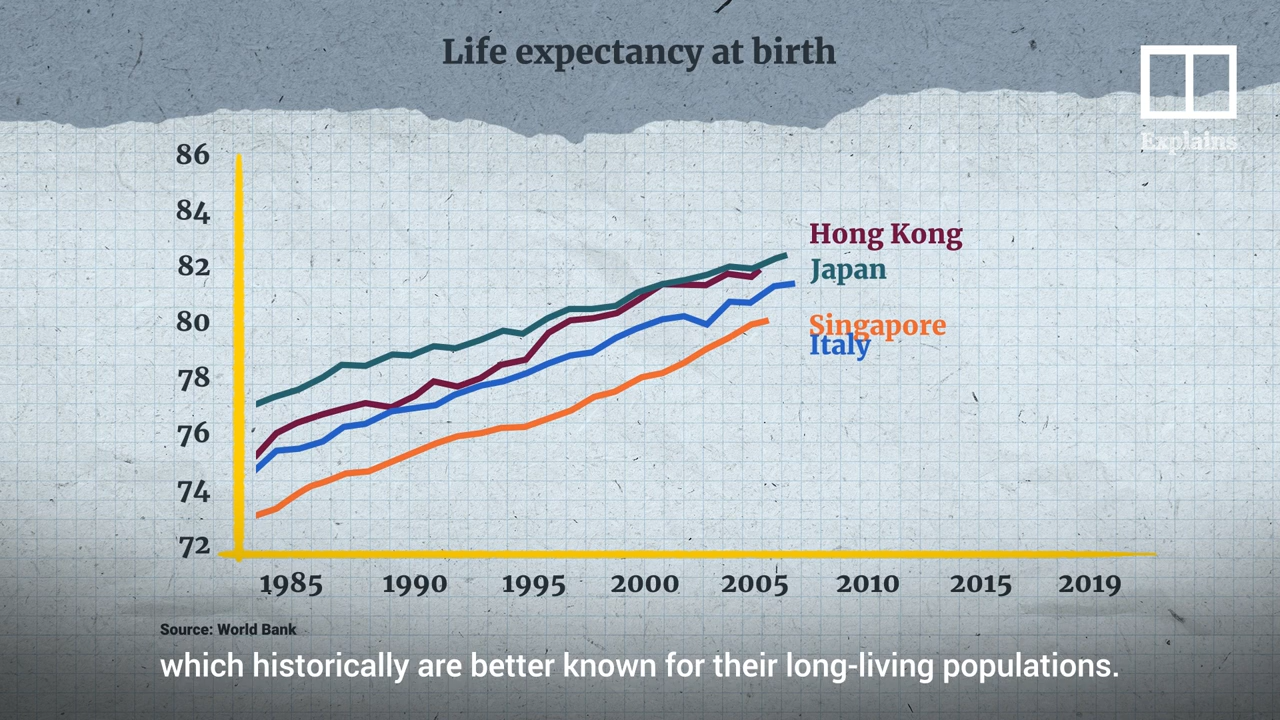 Life expectancy at birth
Explains
86
84
82
80
78
76
74
72
Hong Kong
Japan
Singapore
Italy
1985 1990 1995 2000 2005 2010 2015 2019
Source: World Bank
which historically are better known for their long-living populations.